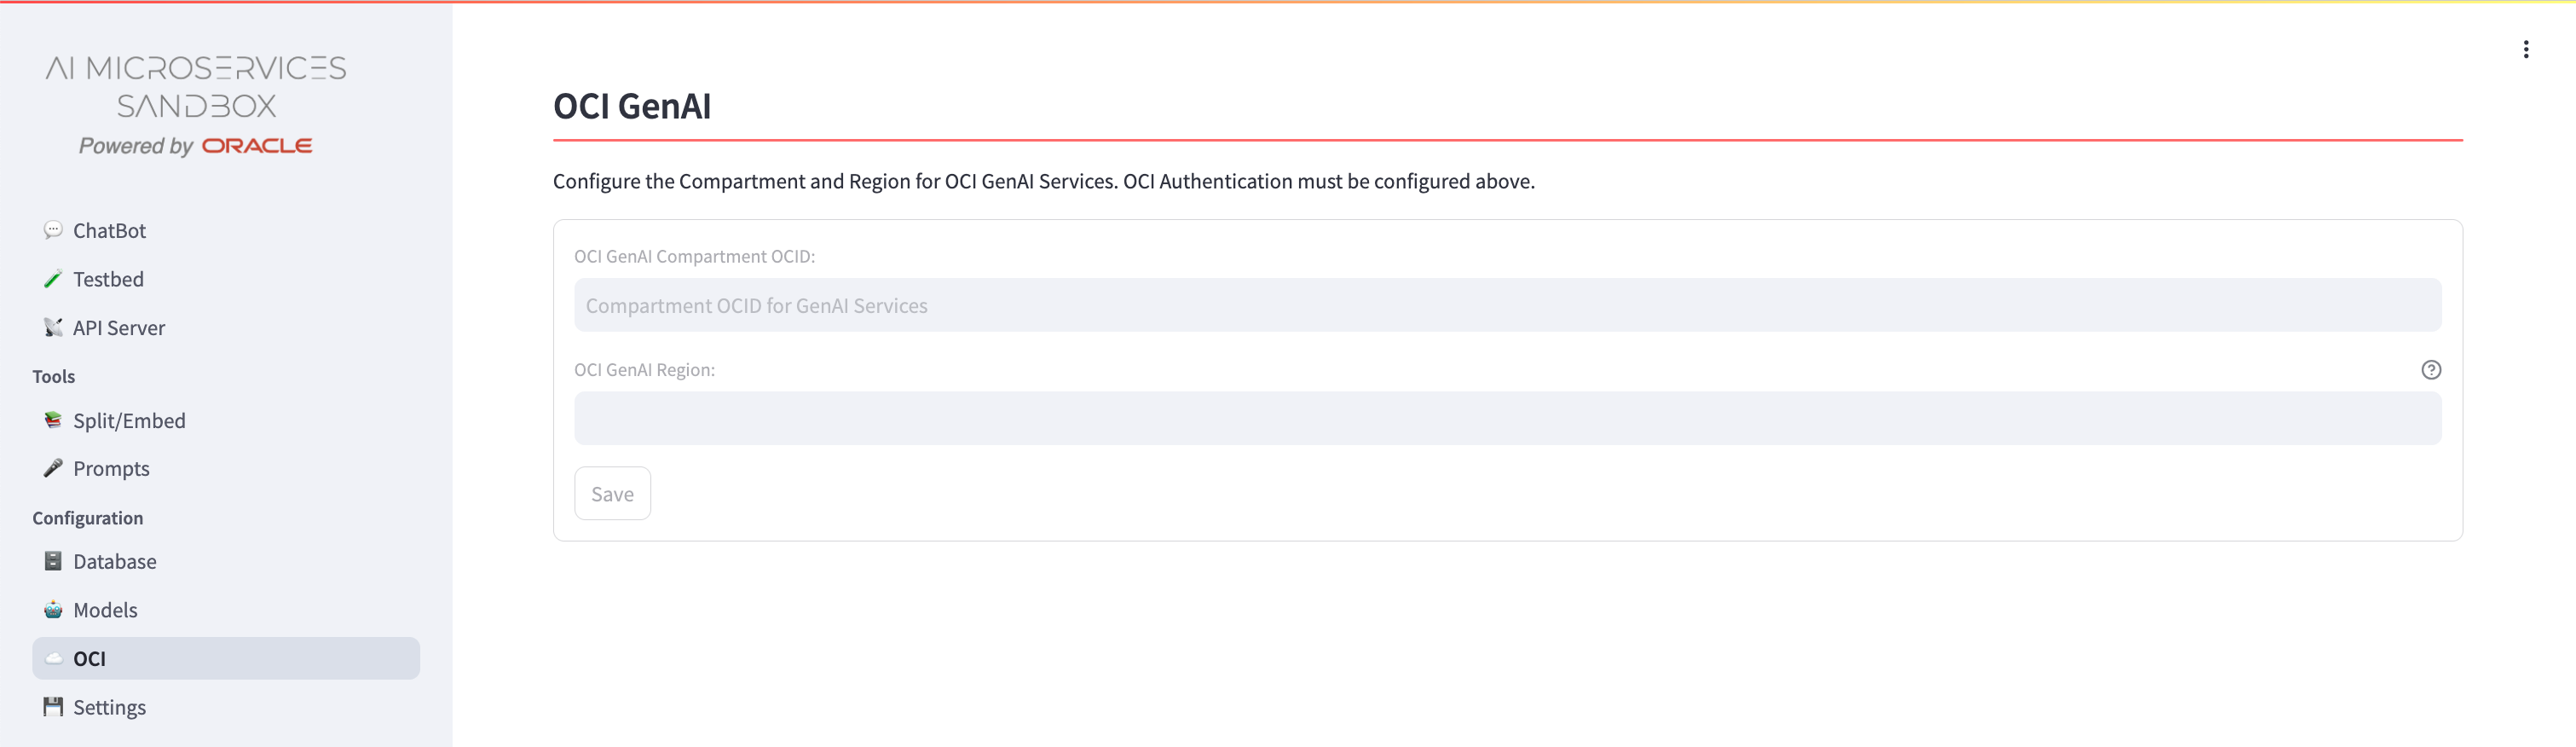 AI MICROSERVICES
SANDBOX
Powered by ORACLE
ChatBot
Testbed
API Server
Tools
Split/Embed
Prompts
Configuration
Database
Models
OCI
Settings
OCI GenAI
Configure the Compartment and Region for OCI GenAI Services. OCI Authentication must be configured above.
OCI GenAI Compartment OCID:
Compartment OCID for GenAI Services
OCI GenAI Region:
Save